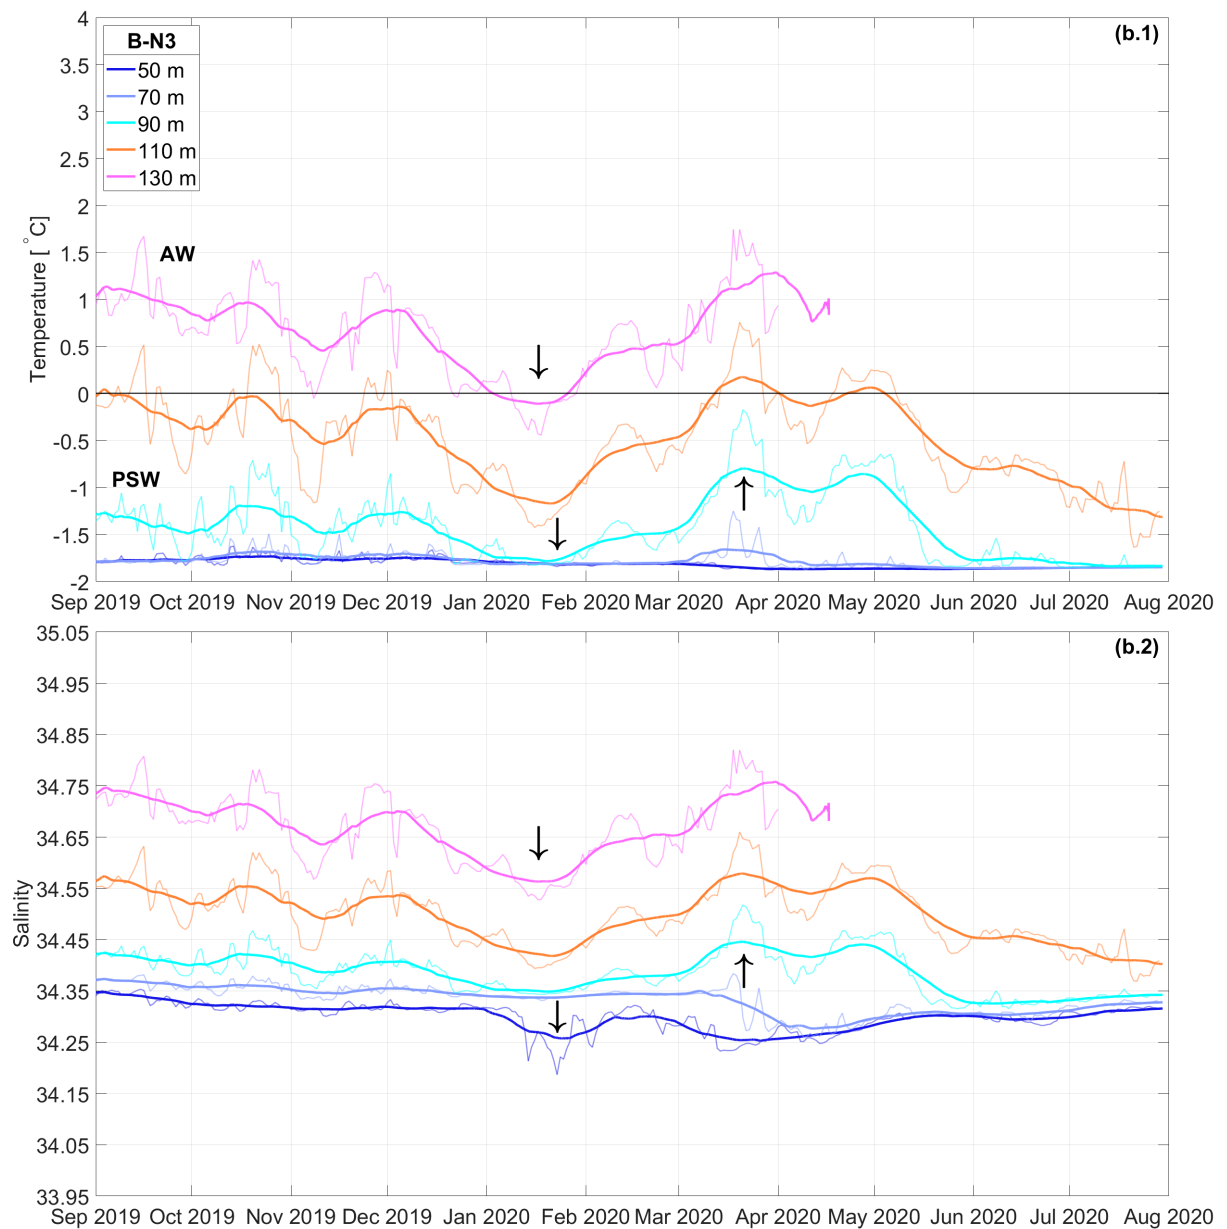 (b.1)
B-N3
50 m
70 m
90 m
110 m
130 m
4
3.5
3
2.5
2
1.5
1
0.5
0
-0.5
-1
-1.5
-2
Temperature [ °C]
AW
PSW
Sep 2019 Oct 2019 Nov 2019 Dec 2019 Jan 2020 Feb 2020 Mar 2020 Apr 2020 May 2020 Jun 2020 Jul 2020 Aug 2020
(b.2)
35.05
34.95
34.85
34.75
34.65
34.55
34.45
34.35
34.25
34.15
34.05
33.95
Salinity
Sep 2019 Oct 2019 Nov 2019 Dec 2019 Jan 2020 Feb 2020 Mar 2020 Apr 2020 May 2020 Jun 2020 Jul 2020 Aug 2020